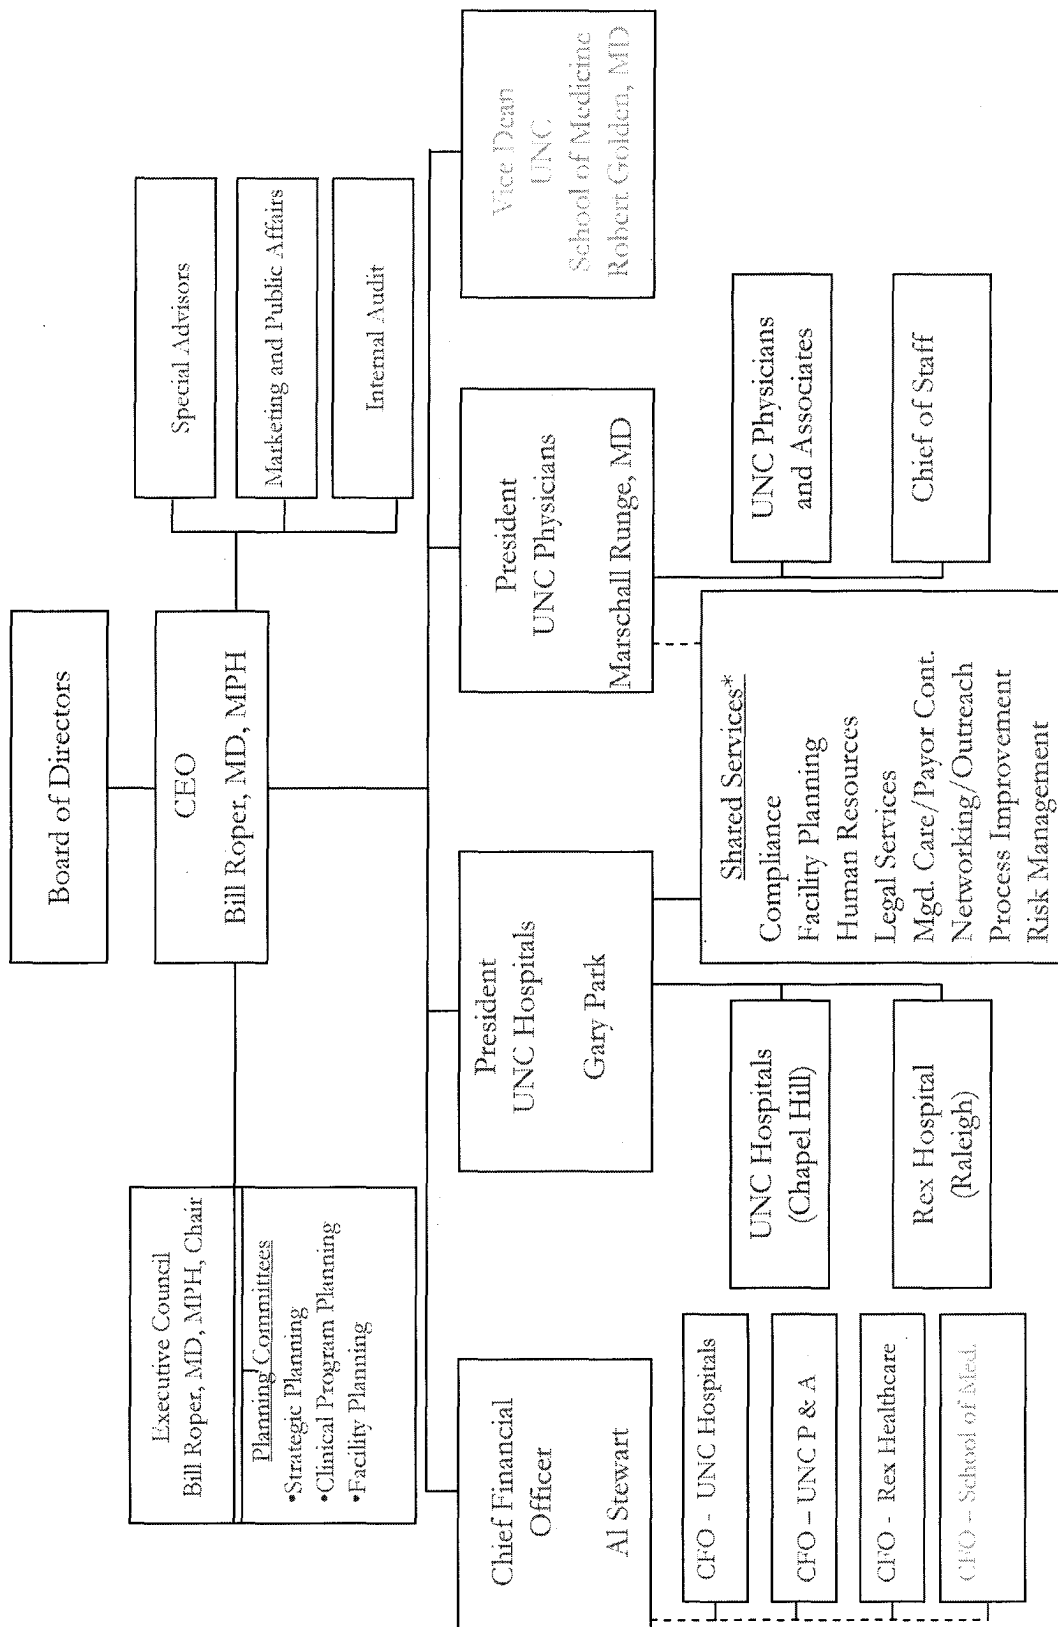 Board of Directors
CEO
Bill Roper, MD, MPH
Special Advisors
Marketing and Public Affairs
Internal Audit
Executive Council
Bill Roper, MD, MPH, Chair
Planning Committees
•Strategic Planning
•Clinical Program Planning
•Facility Planning
Chief Financial
Officer
Al Stewart
President
UNC Hospitals
Gary Park
President
UNC Physicians
Marschall Runge, MD
Vice Dean
UNC
School of Medicine
Robert Golden, MD
CFO - UNC Hospitals
CFO – UNC P & A
CFO - Rex Healthcare
CFO – School of Med.
UNC Hospitals
(Chapel Hill)
Rex Hospital
(Raleigh)
Shared Services*
Compliance
Facility Planning
Human Resources
Legal Services
Mgd. Care/Payor Cont.
Networking/Outreach
Process Improvement
Risk Management
UNC Physicians
and Associates
Chief of Staff